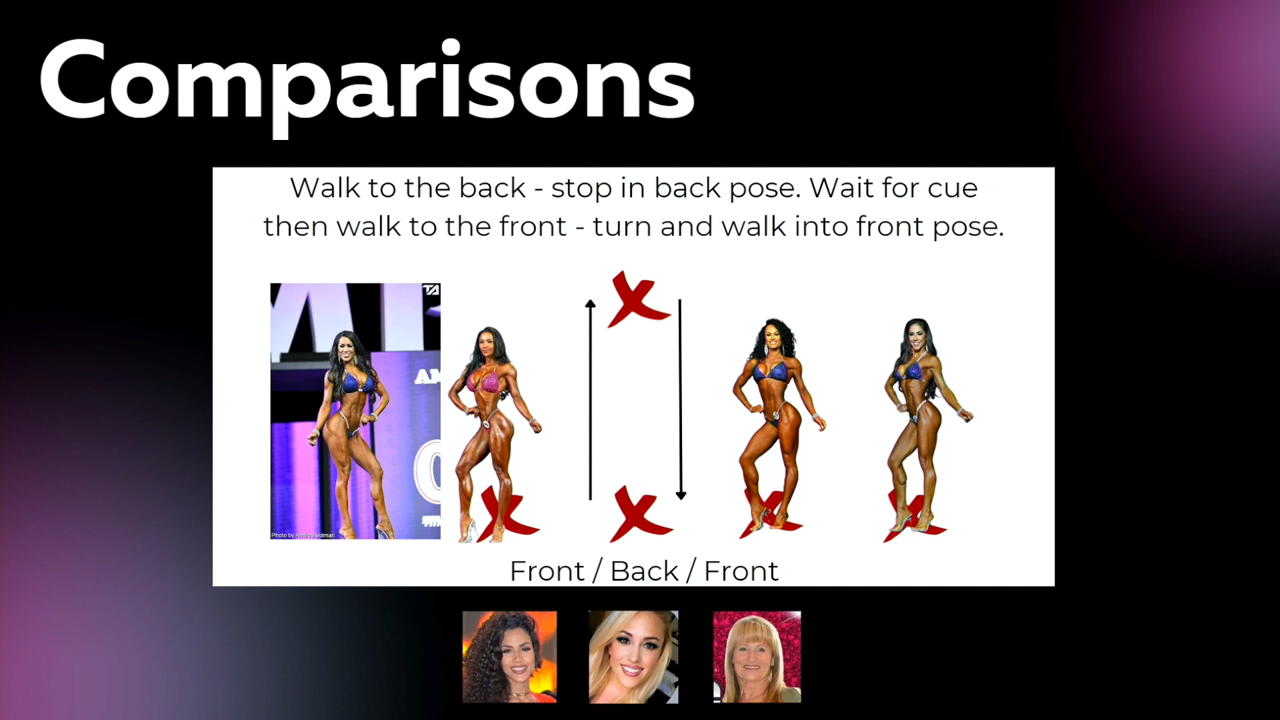 Comparisons
Walk to the back - stop in back pose. Wait for cue
then walk to the front - turn and walk into front pose.
Front / Back / Front